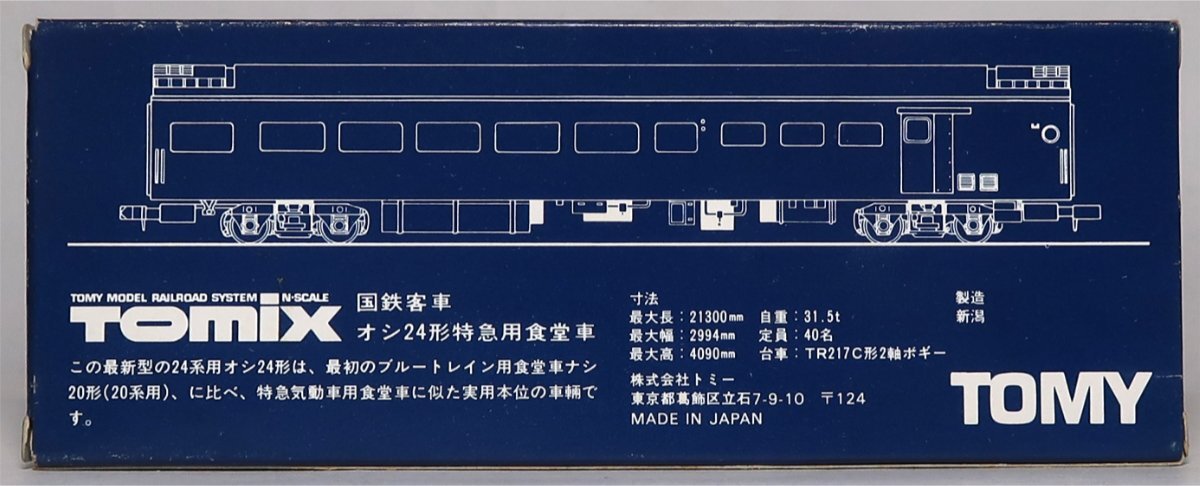 TOMY MODEL RAILROAD SYSTEM N-SCALE
TOMIX
国鉄客車
オシ24形特急用食堂車
この最新型の24系用オシ24形は、最初のブルートレイン用食堂車ナシ
20形(20系用)、に比べ、特急気動車用食堂車に似た実用本位の車輛で
す。
寸法
最大長：21300mm 自重：31.5t
最大幅：2994mm 定員：40名
最大高：4090mm 台車：TR217C形2軸ボギー
株式会社トミー
東京都葛飾区立石7-9-10 〒124
MADE IN JAPAN
製造
新潟
TOMY